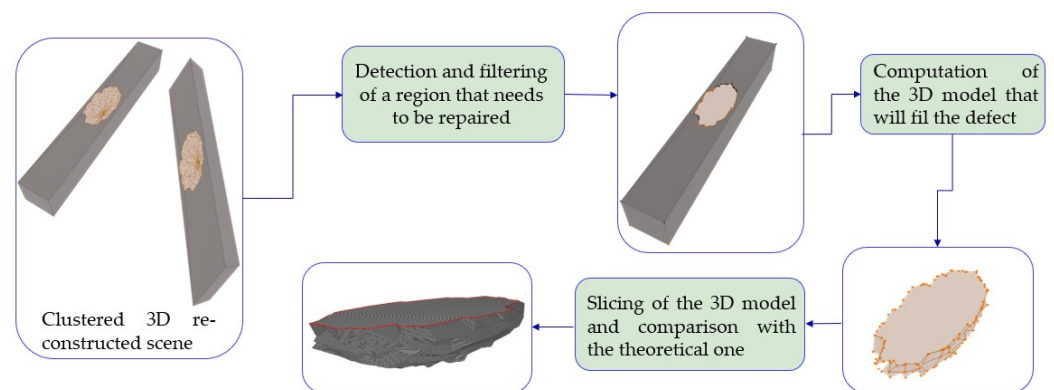 Clustered 3D re-
constructed scene
Detection and filtering
of a region that needs
to be repaired
Computation of
the 3D model that
will fil the defect
Slicing of the 3D model
and comparison with
the theoretical one